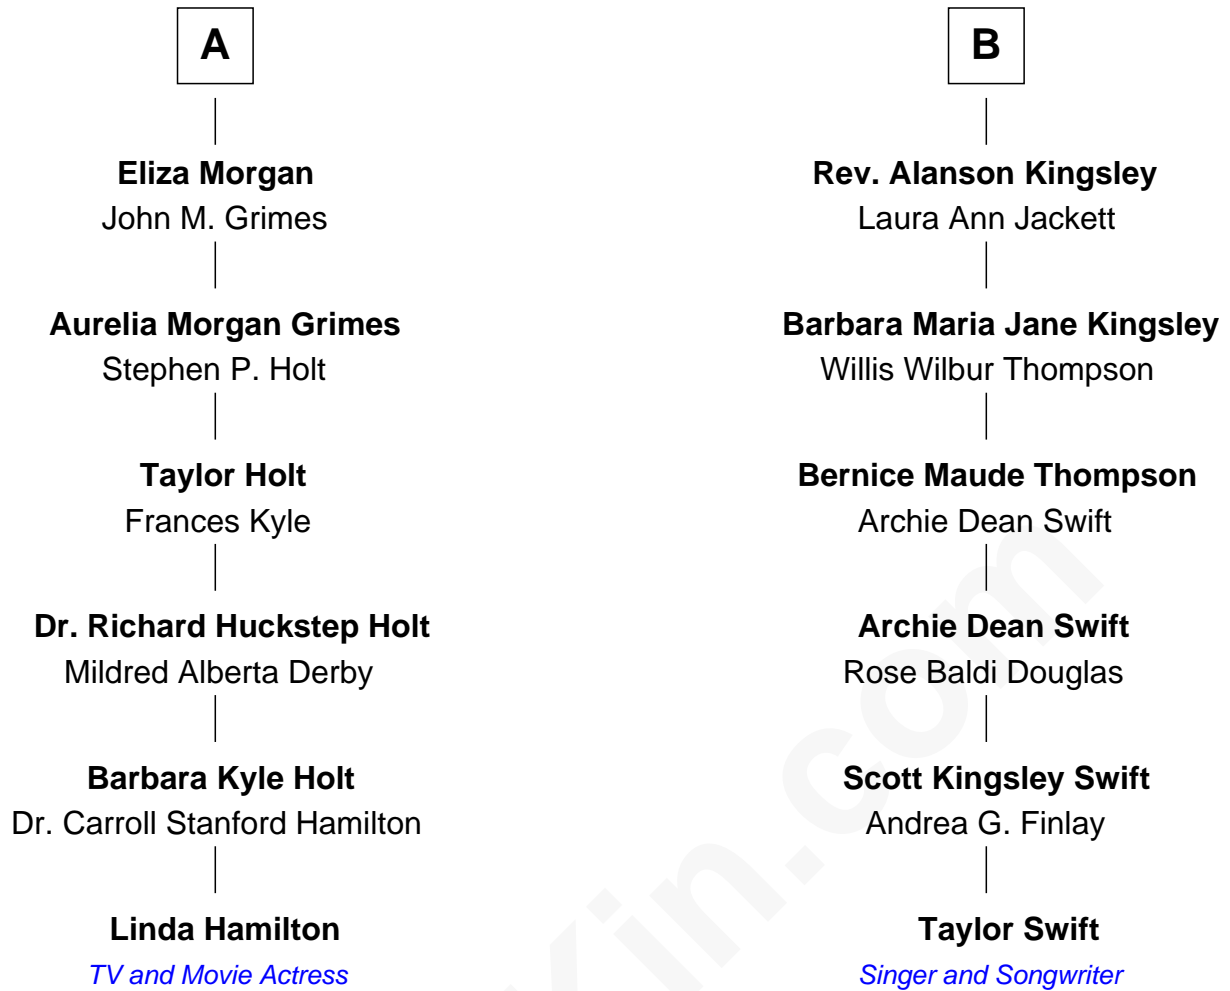 A
Eliza Morgan
John M. Grimes
Aurelia Morgan Grimes
Stephen P. Holt
Taylor Holt
Frances Kyle
Dr. Richard Huckstep Holt
Mildred Alberta Derby
Barbara Kyle Holt
Dr. Carroll Stanford Hamilton
Linda Hamilton
TV and Movie Actress
B
Rev. Alanson Kingsley
Laura Ann Jackett
Barbara Maria Jane Kingsley
Willis Wilbur Thompson
Bernice Maude Thompson
Archie Dean Swift
Archie Dean Swift
Rose Baldi Douglas
Scott Kingsley Swift
Andrea G. Finlay
Taylor Swift
Singer and Songwriter
Kin.com